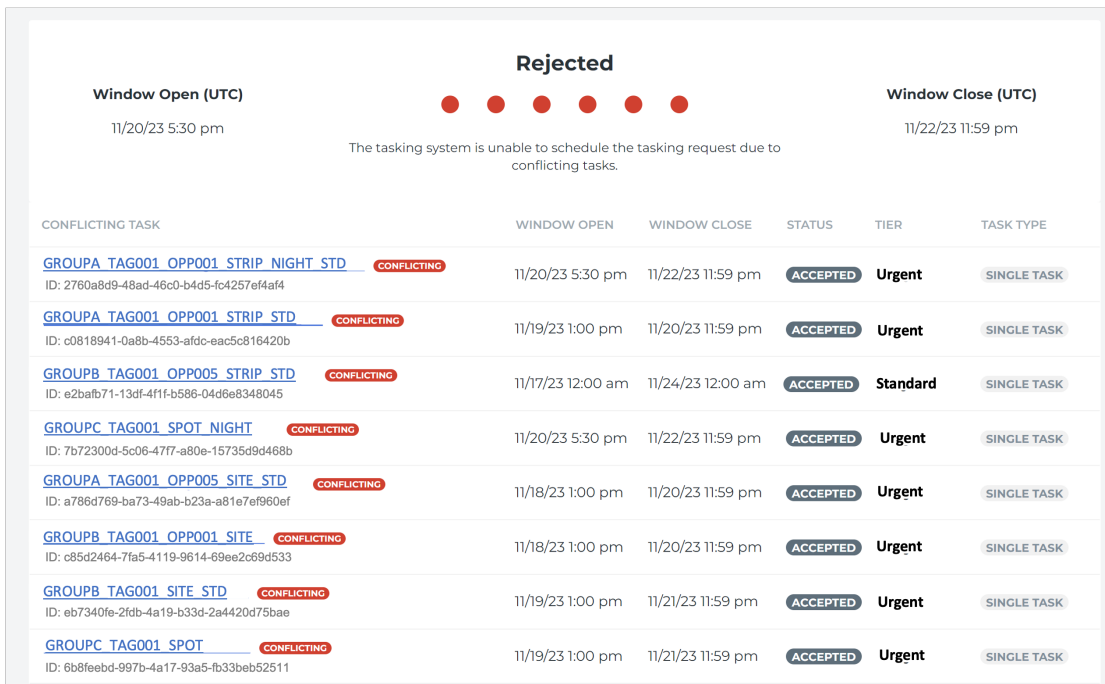 Rejected
Window Open (UTC)
Window Close (UTC)
11/20/23 5:30 pm
11/22/23 11:59 pm
The tasking system is unable to schedule the tasking request due to
conflicting tasks.
CONFLICTING TASK WINDOW OPEN WINDOW CLOSE STATUS TIER TASK TYPE
GROUPA_TAG001_OPP001_STRIP_NIGHT_STD CONFLICTING
11/20/23 5:30 pm 11/22/23 11:59 pm ACCEPTED Urgent SINGLE TASK
ID: 2760a8d9-48ad-46c0-b4d5-fc4257ef4af4
GROUPA_TAG001_OPP001_STRIP_STD CONFLICTING
11/19/23 1:00 pm 11/20/23 11:59 pm ACCEPTED Urgent SINGLE TASK
ID: c0818941-0a8b-4553-afdc-eac5c816420b
GROUPB_TAG001_OPP005_STRIP_STD CONFLICTING
11/17/23 12:00 am 11/24/23 12:00 am ACCEPTED Standard SINGLE TASK
ID: e2bafb71-13df-4f1f-b586-04d6e8348045
GROUPC_TAG001_SPOT_NIGHT CONFLICTING
11/20/23 5:30 pm 11/22/23 11:59 pm ACCEPTED Urgent SINGLE TASK
ID: 7b72300d-5c06-47f7-a80e-15735d9d468b
GROUPA_TAG001_OPP005_SITE_STD CONFLICTING
11/18/23 1:00 pm 11/20/23 11:59 pm ACCEPTED Urgent SINGLE TASK
ID: a786d769-ba73-49ab-b23a-a81e7ef960ef
GROUPB_TAG001_OPP001_SITE CONFLICTING
11/18/23 1:00 pm 11/20/23 11:59 pm ACCEPTED Urgent SINGLE TASK
ID: c85d2464-7fa5-4119-9614-69ee2c69d533
GROUPB_TAG001_SITE_STD CONFLICTING
11/19/23 1:00 pm 11/21/23 11:59 pm ACCEPTED Urgent SINGLE TASK
ID: eb7340fe-2fdb-4a19-b33d-2a4420d75bae
GROUPC_TAG001_SPOT CONFLICTING
11/19/23 1:00 pm 11/21/23 11:59 pm ACCEPTED Urgent SINGLE TASK
ID: 6b8feebd-997b-4a17-93a5-fb33beb52511